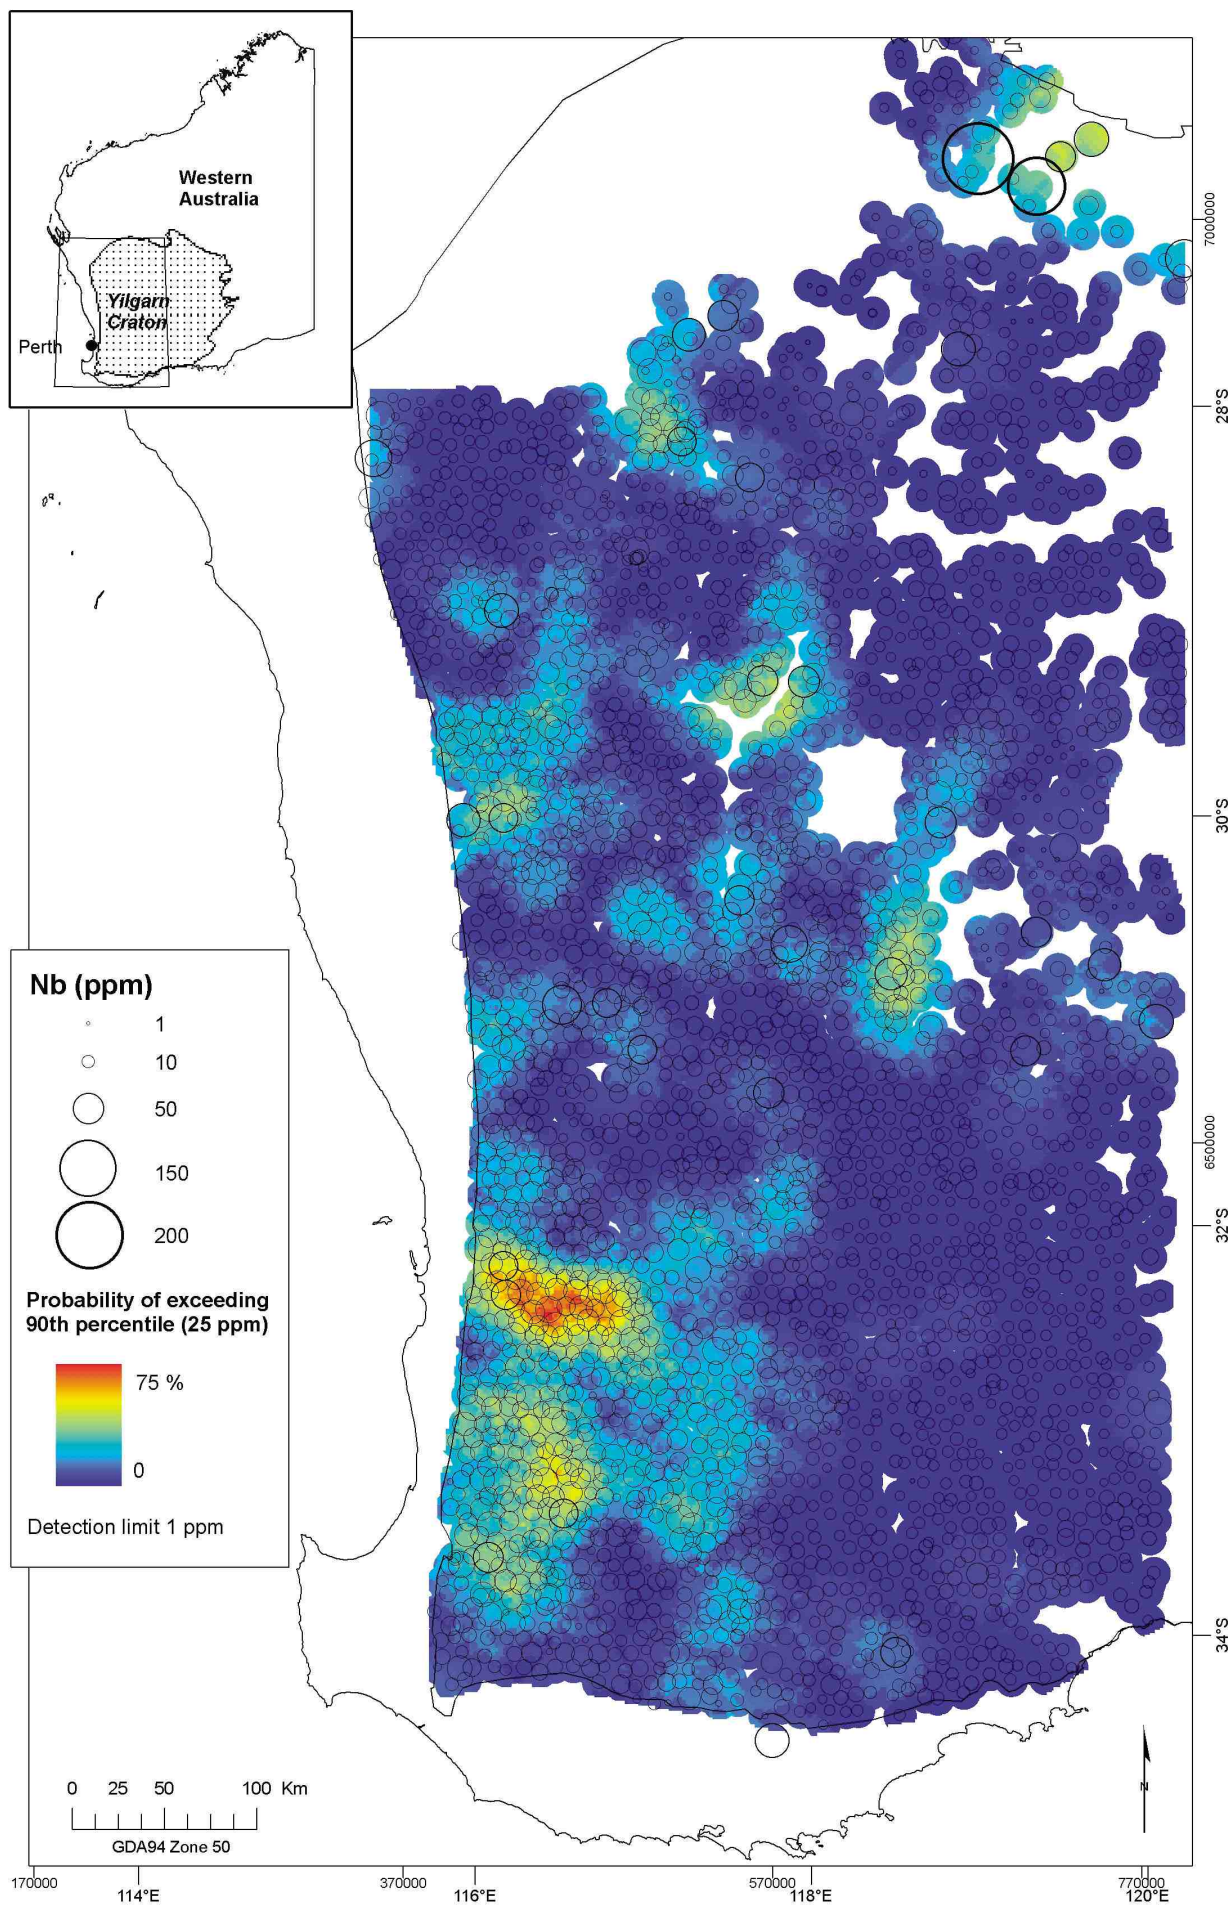 Western
Australia
Yilgarn
Craton
Perth
7000000
28°S
30°S
6500000
32°S
34°S
Nb (ppm)
1
10
50
150
200
Probability of exceeding
90th percentile (25 ppm)
75 %
0
Detection limit 1 ppm
0 25 50 100 Km
GDA94 Zone 50
N
170000 370000 570000 770000
114°E 116°E 118°E 120°E